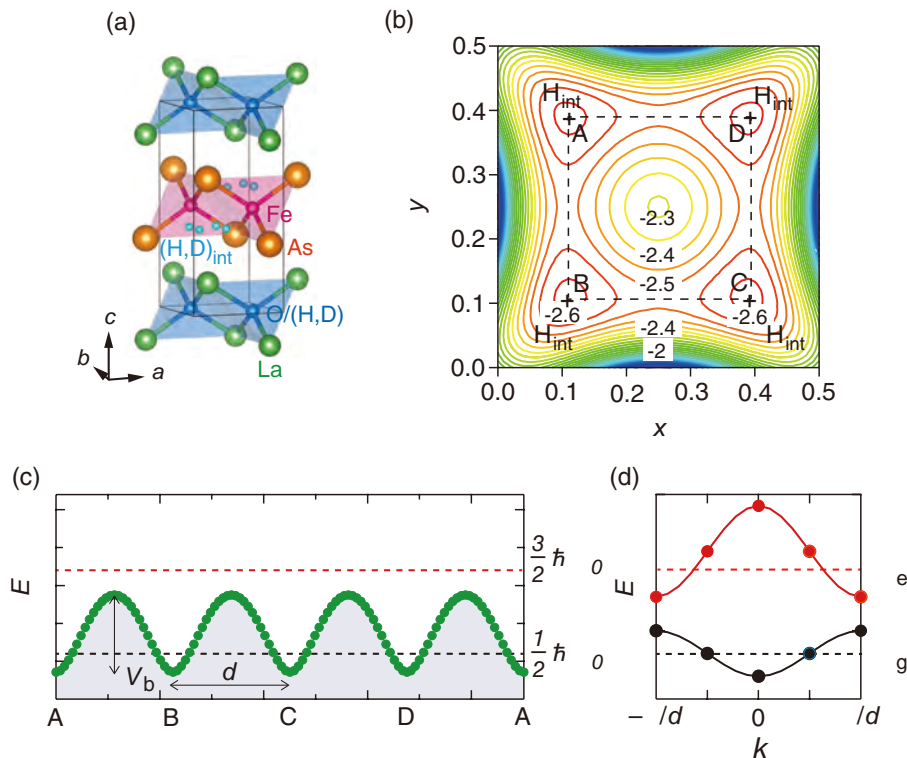 (a)
Fe
(H,D)int
As
O/(H,D)
La
c
b
a
(b)
0.5
0.4
0.3
0.2
0.1
0.0
y
Hint
Hint
A
D
-2.3
-2.4
-2.5
B
C
-2.6
-2.6
Hint
Hint
-2.4
-2
0.0
0.1
0.2
0.3
0.4
0.5
x
(c)
E
3/2 ħ
1/2 ħ
Vb
d
A
B
C
D
A
(d)
E
0
0
e
g
– /d
0
/d
k